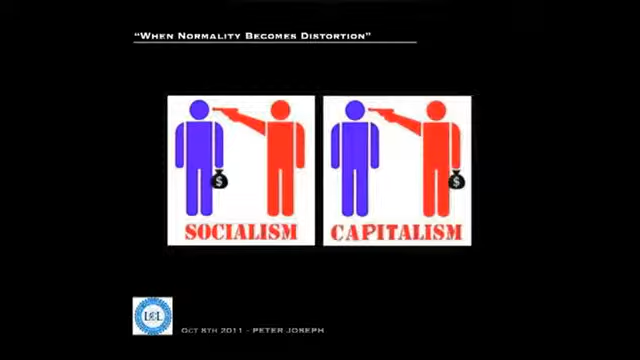 "When Normality Becomes Distortion"
$
$
SOCIALISM
CAPITALISM
Oct 8th 2011 - Peter Joseph